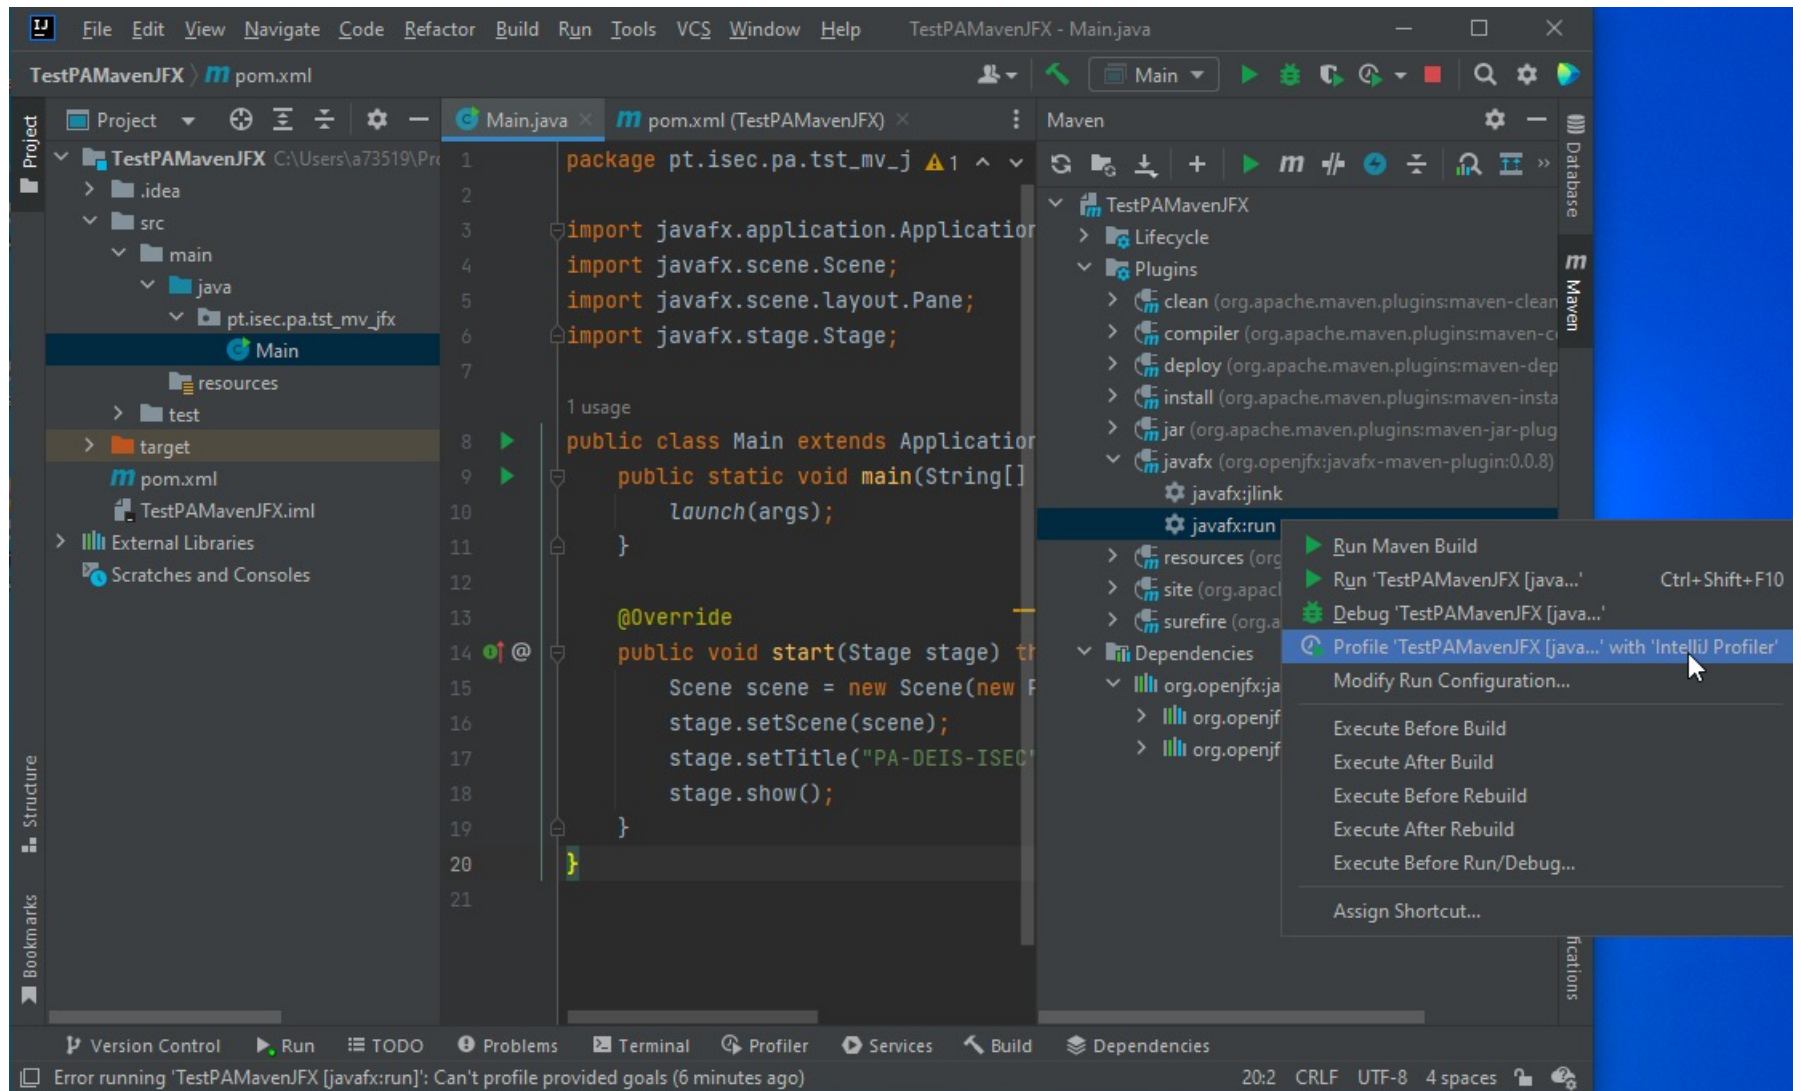 File Edit View Navigate Code Refactor Build Run Tools VCS Window Help TestPAMavenJFX - Main.java
TestPAMavenJFX pom.xml
Main
Project
Main.java
pom.xml (TestPAMavenJFX)
Maven
Project
Structure
Bookmarks
TestPAMavenJFX C:\Users\a73519\Pro
.idea
src
main
java
pt.isec.pa.tst_mv_jfx
Main
resources
test
target
pom.xml
TestPAMavenJFX.iml
External Libraries
Scratches and Consoles
1 package pt.isec.pa.tst_mv_j 1
2
3 import javafx.application.Application
4 import javafx.scene.Scene;
5 import javafx.scene.layout.Pane;
6 import javafx.stage.Stage;
7
1 usage
8 public class Main extends Application
9 public static void main(String[]
10 launch(args);
11 }
12
13 @Override
14 @ public void start(Stage stage) th
15 Scene scene = new Scene(new P
16 stage.setScene(scene);
17 stage.setTitle("PA-DEIS-ISEC"
18 stage.show();
19 }
20 }
21
TestPAMavenJFX
Lifecycle
Plugins
clean (org.apache.maven.plugins:maven-clean
compiler (org.apache.maven.plugins:maven-c
deploy (org.apache.maven.plugins:maven-dep
install (org.apache.maven.plugins:maven-insta
jar (org.apache.maven.plugins:maven-jar-plug
javafx (org.openjfx:javafx-maven-plugin:0.0.8)
javafx:jlink
javafx:run
resources (org
site (org.apacl
surefire (org.a
Dependencies
org.openjfx:ja
org.openjf
org.openjf
Database
Maven
fications
Run Maven Build
Run 'TestPAMavenJFX [java...' Ctrl+Shift+F10
Debug 'TestPAMavenJFX [java...'
Profile 'TestPAMavenJFX [java...' with 'IntelliJ Profiler'
Modify Run Configuration...
Execute Before Build
Execute After Build
Execute Before Rebuild
Execute After Rebuild
Execute Before Run/Debug...
Assign Shortcut...
Version Control Run TODO Problems Terminal Profiler Services Build Dependencies
Error running 'TestPAMavenJFX [javafx:run]': Can't profile provided goals (6 minutes ago) 20:2 CRLF UTF-8 4 spaces